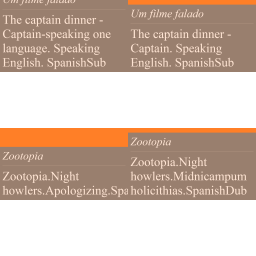 Um filme falado
The captain dinner -
Captain-speaking one
language. Speaking
English. SpanishSub
Um filme falado
The captain dinner -
Captain. Speaking
English. SpanishSub
Zootopia
Zootopia.Night
howlers.Apologizing.Spa
Zootopia
Zootopia.Night
howlers.Midnicampum
holicithias.SpanishDub